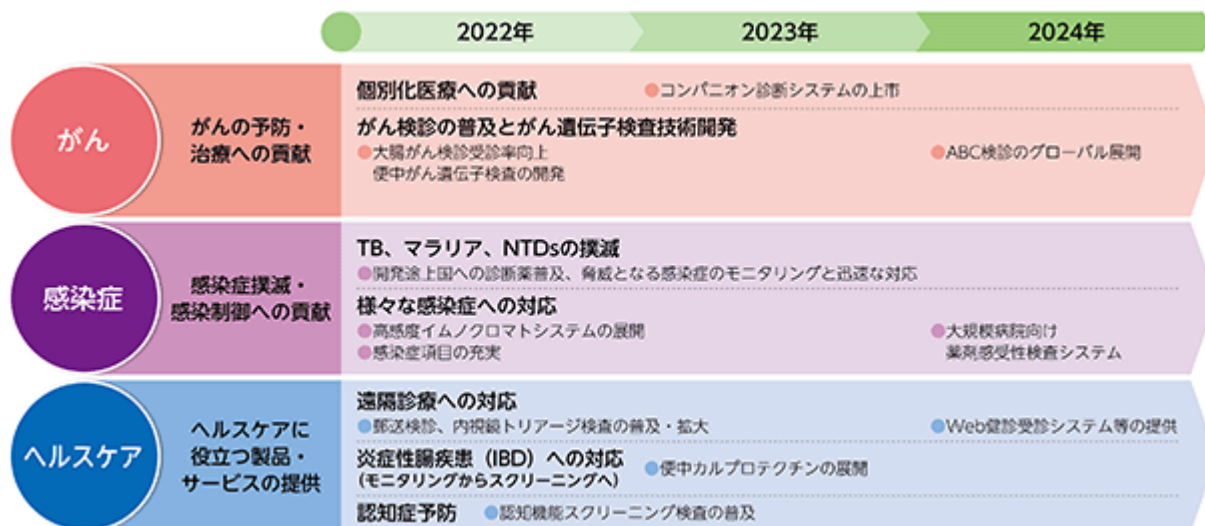 2022年
2023年
2024年
がん
がんの予防・
治療への貢献
個別化医療への貢献
●コンパニオン診断システムの上市
がん検診の普及とがん遺伝子検査技術開発
●大腸がん検診受診率向上
便中がん遺伝子検査の開発
●ABC検診のグローバル展開
感染症
感染症撲滅・
感染制御への貢献
TB、マラリア、NTDsの撲滅
●開発途上国への診断薬普及、脅威となる感染症のモニタリングと迅速な対応
様々な感染症への対応
●高感度イムノクロマトシステムの展開
●感染症項目の充実
●大規模病院向け
薬剤感受性検査システム
ヘルスケア
ヘルスケアに
役立つ製品・
サービスの提供
遠隔診療への対応
●郵送検診、内視鏡トリアージ検査の普及・拡大
●Web健診受診システム等の提供
炎症性腸疾患（IBD）への対応
(モニタリングからスクリーニングへ)
●便中カルプロテクチンの展開
認知症予防
●認知機能スクリーニング検査の普及